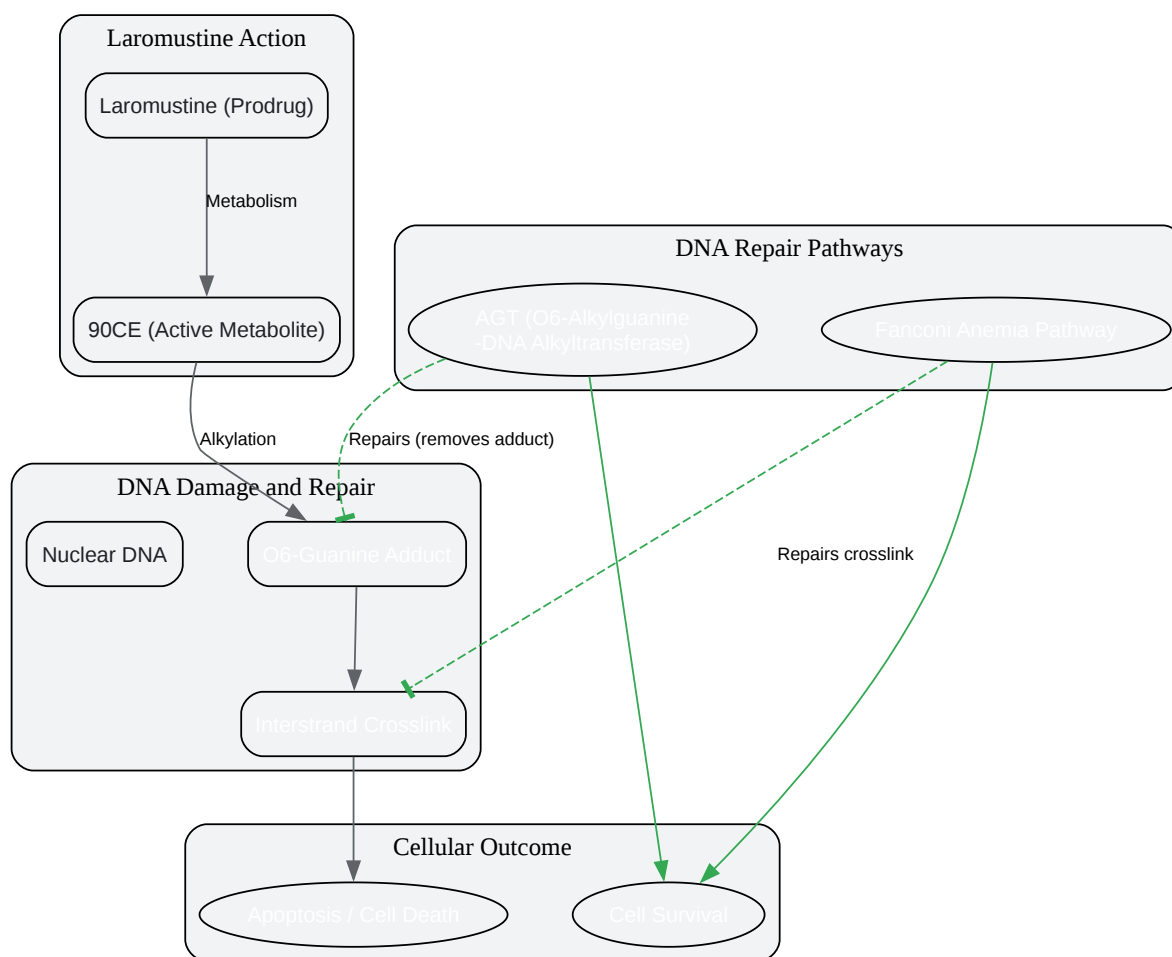 Laromustine Action
Laromustine (Prodrug)
Metabolism
90CE (Active Metabolite)
DNA Repair Pathways
AGT (O6-Alkylguanine
-DNA Alkyltransferase)
Fanconi Anemia Pathway
Alkylation
Repairs (removes adduct)
DNA Damage and Repair
Nuclear DNA
O6-Guanine Adduct
Repairs crosslink
Interstrand Crosslink
Cellular Outcome
Apoptosis / Cell Death
Cell Survival